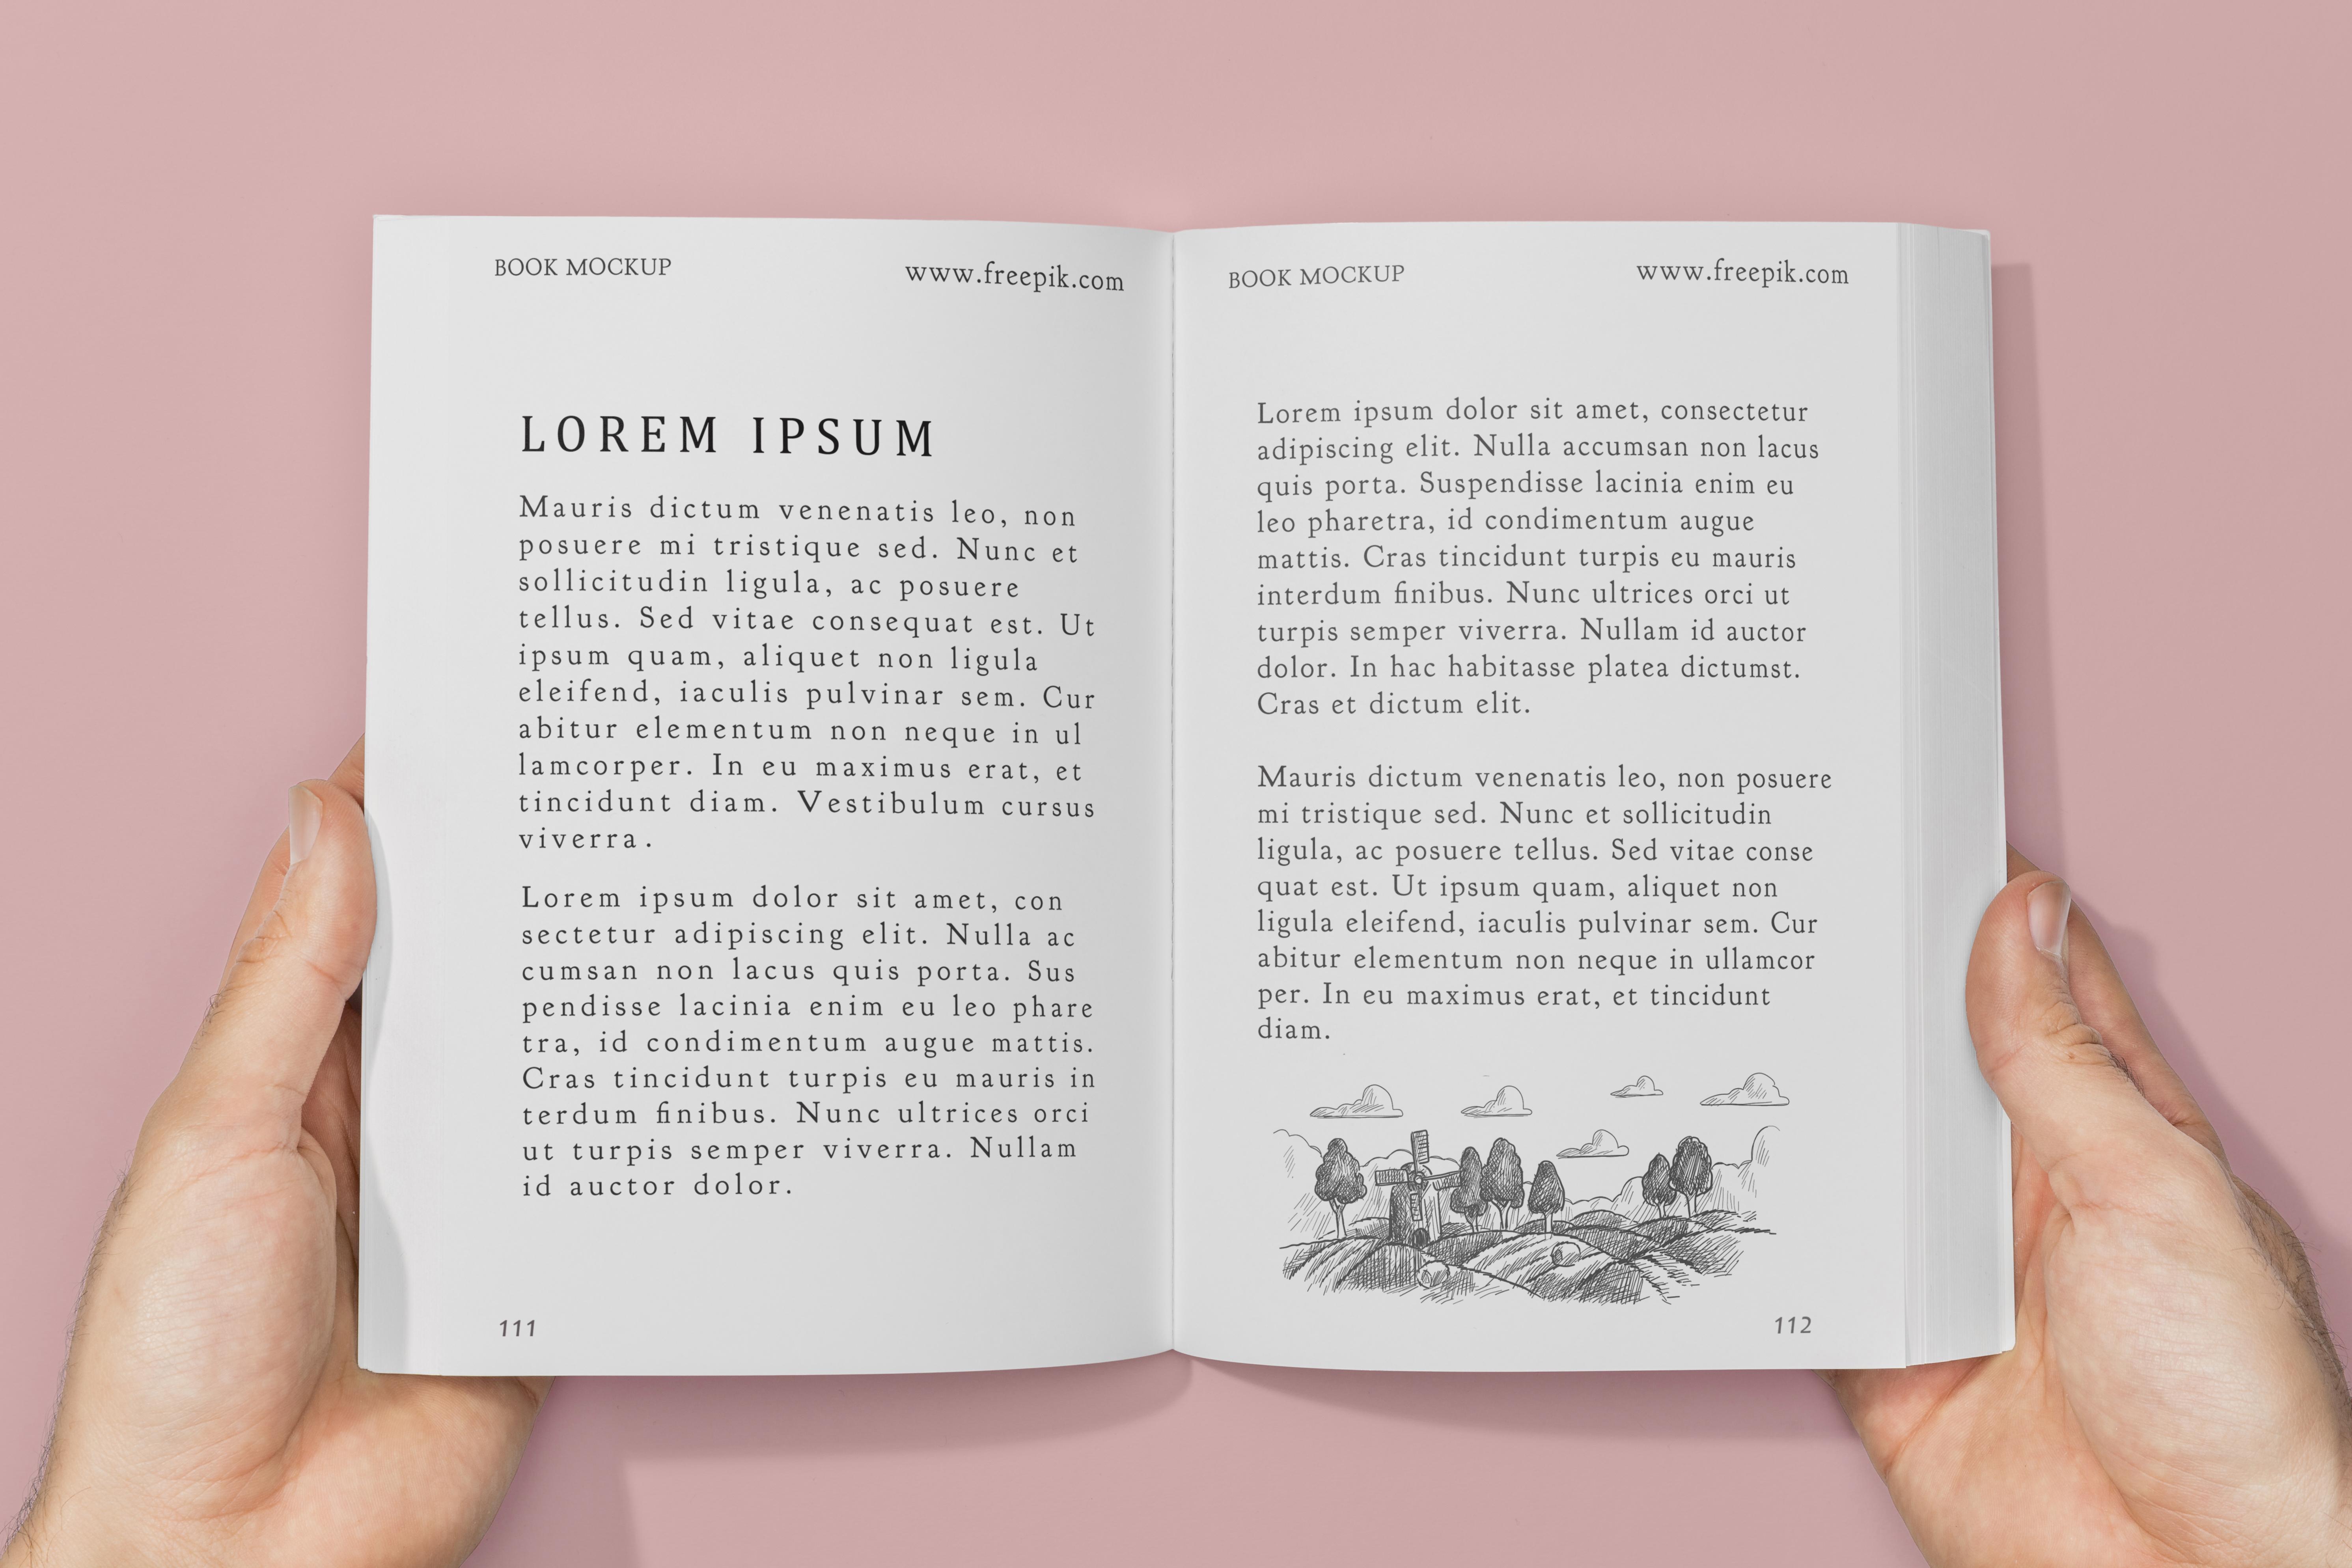 BOOK MOCKUP
www.freepik.com
LOREM IPSUM
Mauris dictum venenatis leo, non
posuere mi tristique sed. Nunc et
sollicitudin ligula, ac posuere
tellus. Sed vitae consequat est. Ut
ipsum quam, aliquet non ligula
eleifend, iaculis pulvinar sem. Cur
abitur elementum non neque in ul
lamcorper. In eu maximus erat, et
tincidunt diam. Vestibulum cursus
viverra.
Lorem ipsum dolor sit amet, con
sectetur adipiscing elit. Nulla ac
cumsan non lacus quis porta. Sus
pendisse lacinia enim eu leo phare
tra, id condimentum augue mattis.
Cras tincidunt turpis eu mauris in
terdum finibus. Nunc ultrices orci
ut turpis semper viverra. Nullam
id auctor dolor.
111
BOOK MOCKUP
www.freepik.com
Lorem ipsum dolor sit amet, consectetur
adipiscing elit. Nulla accumsan non lacus
quis porta. Suspendisse lacinia enim eu
leo pharetra, id condimentum augue
mattis. Cras tincidunt turpis eu mauris
interdum finibus. Nunc ultrices orci ut
turpis semper viverra. Nullam id auctor
dolor. In hac habitasse platea dictumst.
Cras et dictum elit.
Mauris dictum venenatis leo, non posuere
mi tristique sed. Nunc et sollicitudin
ligula, ac posuere tellus. Sed vitae conse
quat est. Ut ipsum quam, aliquet non
ligula eleifend, iaculis pulvinar sem. Cur
abitur elementum non neque in ullamcor
per. In eu maximus erat, et tincidunt
diam.
112